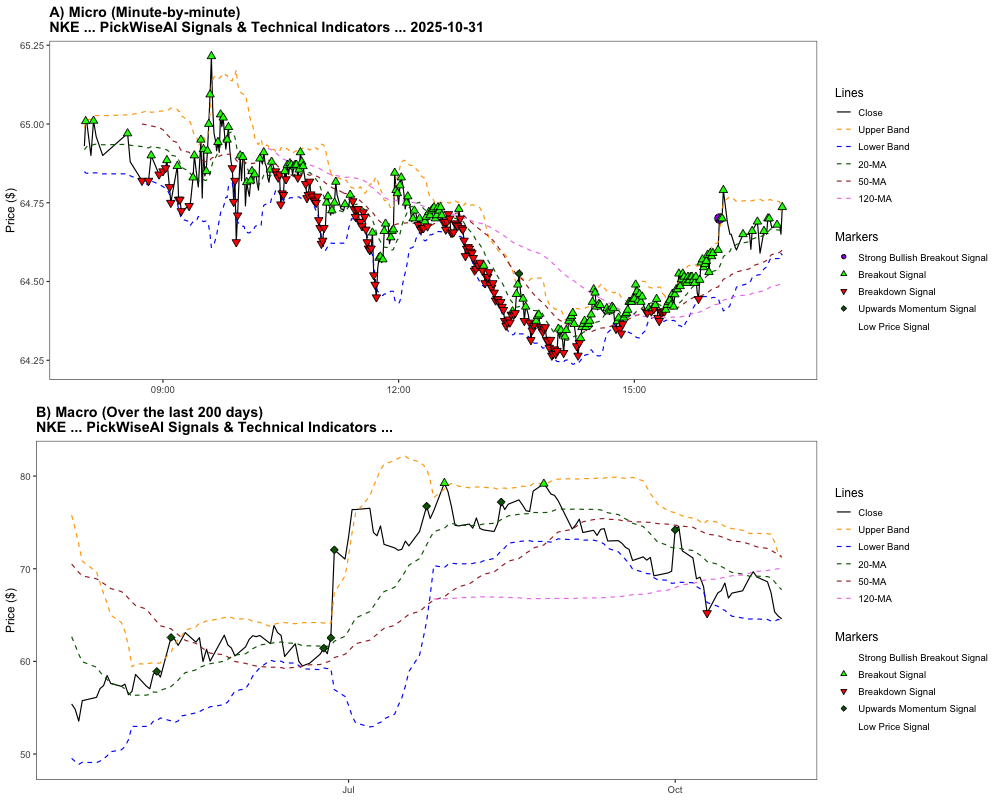 A) Micro (Minute-by-minute)
NKE ... PickWiseAI Signals & Technical Indicators ... 2025-10-31
Price ($)
65.25
65.00
64.75
64.50
64.25
09:00
12:00
15:00
Lines
Close
Upper Band
Lower Band
20-MA
50-MA
120-MA
Markers
Strong Bullish Breakout Signal
Breakout Signal
Breakdown Signal
Upwards Momentum Signal
Low Price Signal
B) Macro (Over the last 200 days)
NKE ... PickWiseAI Signals & Technical Indicators ...
Price ($)
80
70
60
50
Jul
Oct
Lines
Close
Upper Band
Lower Band
20-MA
50-MA
120-MA
Markers
Strong Bullish Breakout Signal
Breakout Signal
Breakdown Signal
Upwards Momentum Signal
Low Price Signal